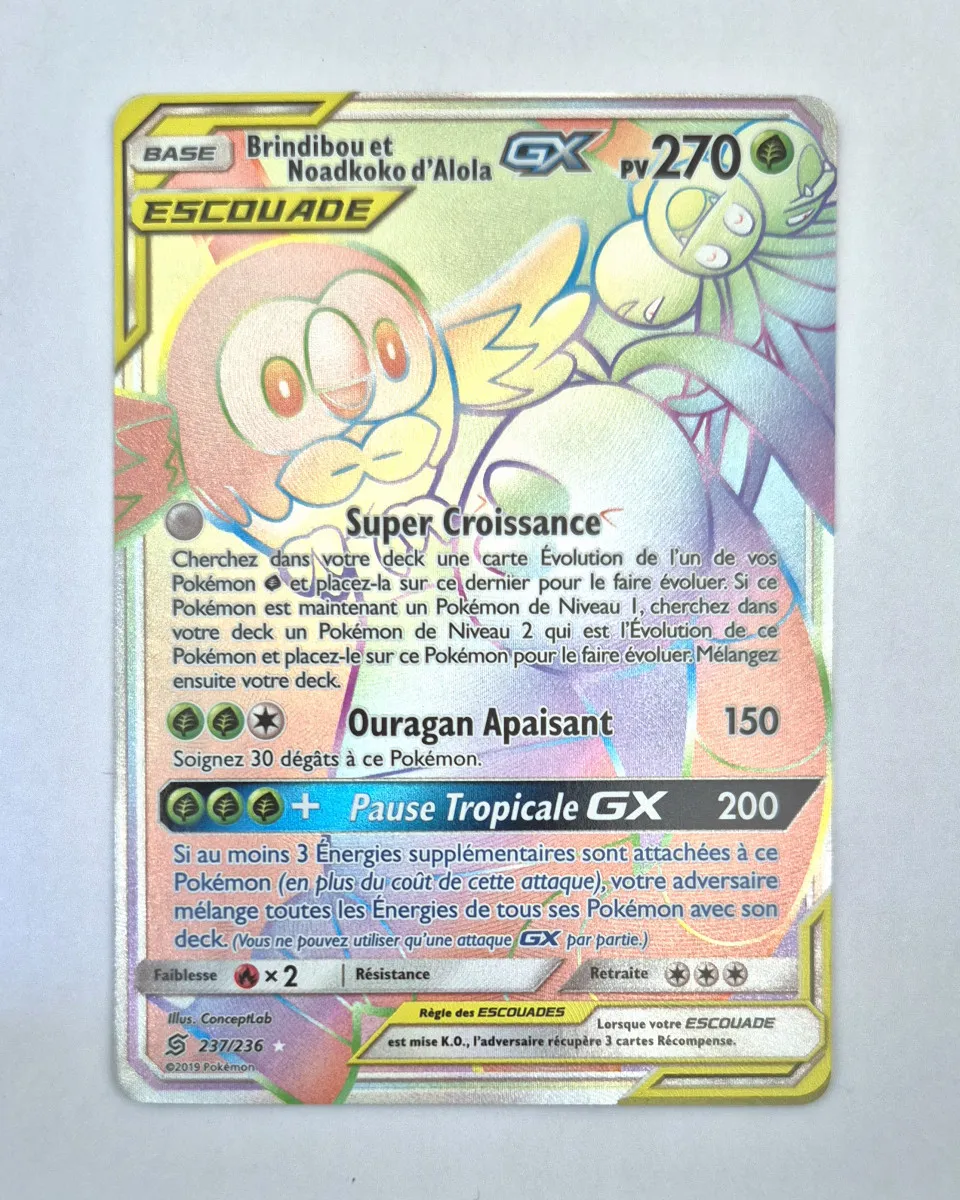 BASE
Brindibou et
Noadkoko d'Alola GX PV 270
ESCOUADE
Super Croissance
Cherchez dans votre deck une carte Évolution de l'un de vos
Pokémon et placez-la sur ce dernier pour le faire évoluer. Si ce
Pokémon est maintenant un Pokémon de Niveau 1, cherchez dans
votre deck un Pokémon de Niveau 2 qui est l'Évolution de ce
Pokémon et placez-le sur ce Pokémon pour le faire évoluer. Mélangez
ensuite votre deck.
Ouragan Apaisant 150
Soignez 30 dégâts à ce Pokémon.
+ Pause Tropicale GX 200
Si au moins 3 Énergies supplémentaires sont attachées à ce
Pokémon (en plus du coût de cette attaque), votre adversaire
mélange toutes les Énergies de tous ses Pokémon avec son
deck. (Vous ne pouvez utiliser qu'une attaque GX par partie.)
Faiblesse ×2 Résistance Retraite
Illus. ConceptLab
237/236
©2019 Pokémon
Règle des ESCOUADES
Lorsque votre ESCOUADE
est mise K.O., l'adversaire récupère 3 cartes Récompense.